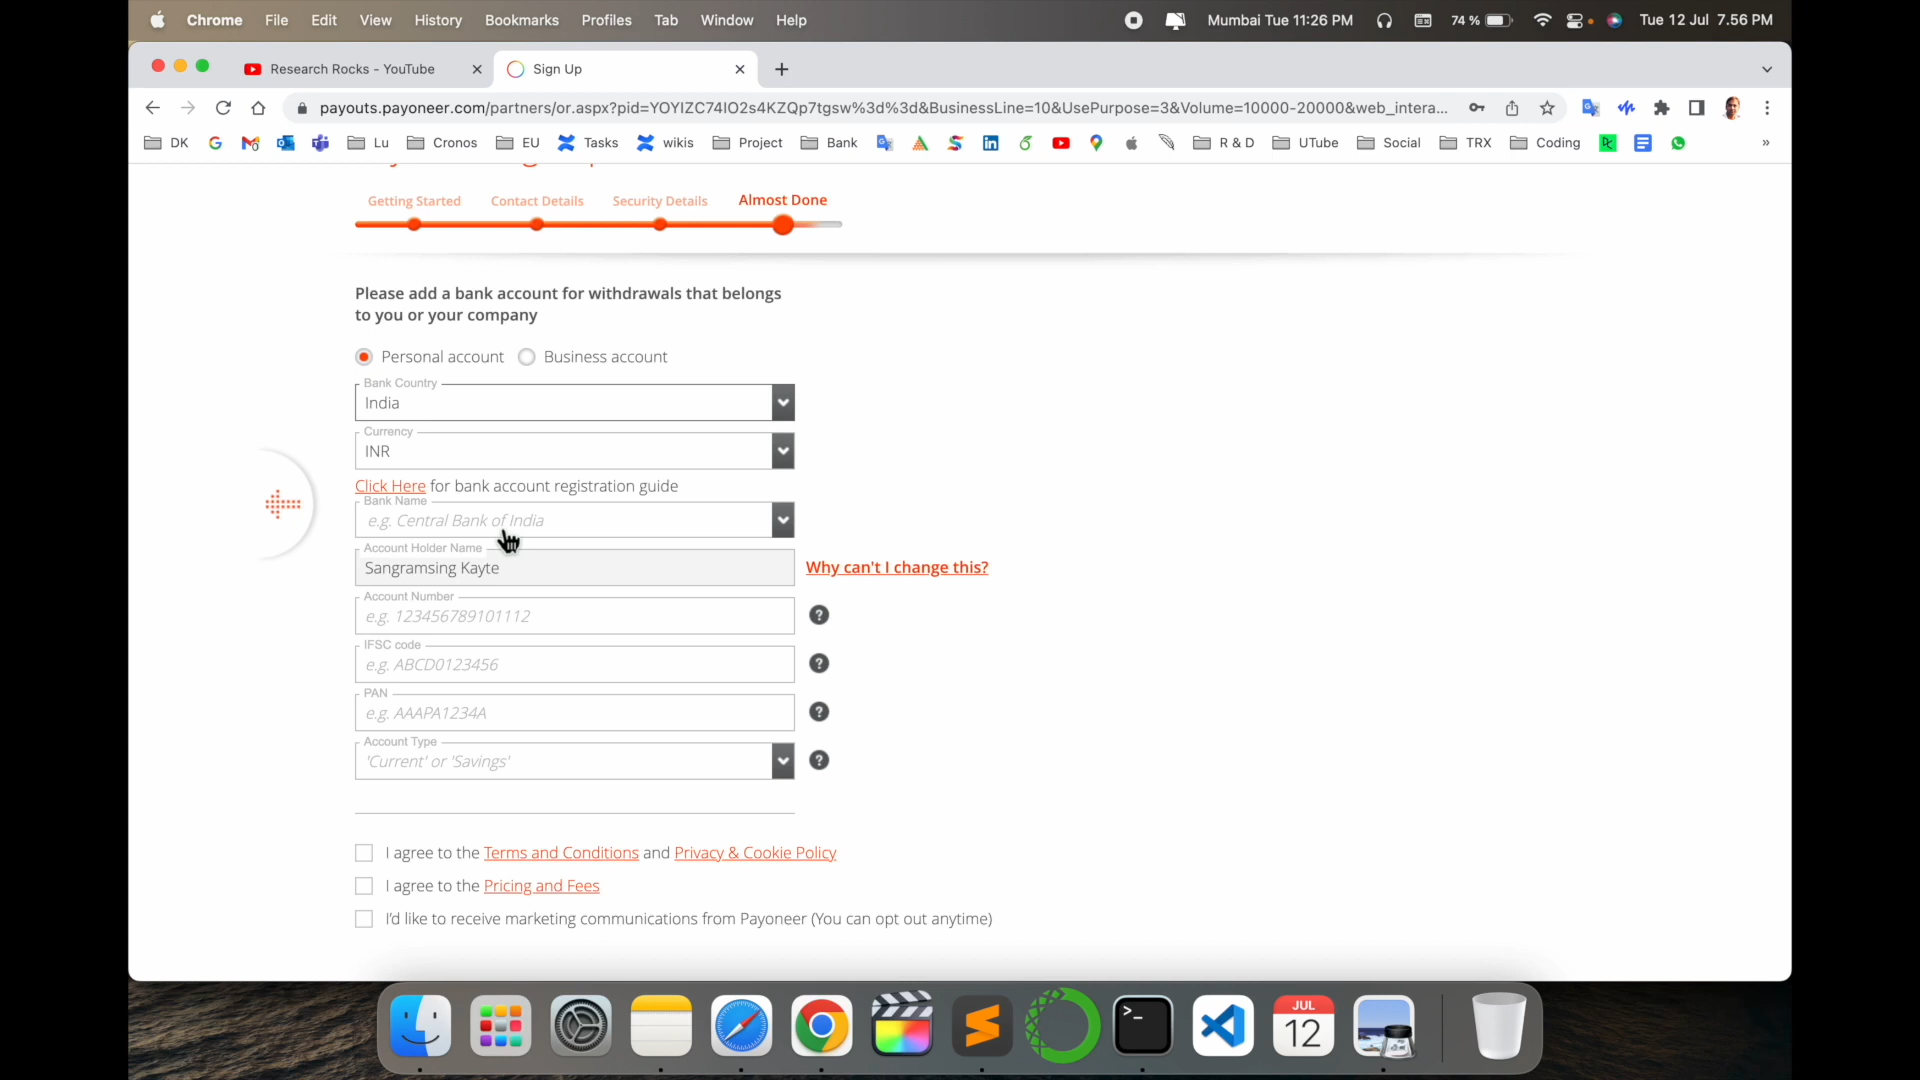 Chrome File Edit View History Bookmarks Profiles Tab Window Help Mumbai Tue 11:26 PM 74 % Tue 12 Jul 7.56 PM
Research Rocks - YouTube Sign Up
payouts.payoneer.com/partners/or.aspx?pid=YOYIZC74IO2s4KZQp7tgsw%3d%3d&BusinessLine=10&UsePurpose=3&Volume=10000-20000&web_intera...
DK Lu Cronos EU Tasks wikis Project Bank R & D UTube Social TRX Coding »
Getting Started Contact Details Security Details Almost Done
Please add a bank account for withdrawals that belongs
to you or your company
Personal account Business account
Bank Country
India
Currency
INR
Click Here for bank account registration guide
Bank Name
e.g. Central Bank of India
Account Holder Name
Sangramsing Kayte Why can't I change this?
Account Number
e.g. 123456789101112 ?
IFSC code
e.g. ABCD0123456 ?
PAN
e.g. AAAPA1234A ?
Account Type
'Current' or 'Savings' ?
I agree to the Terms and Conditions and Privacy & Cookie Policy
I agree to the Pricing and Fees
I'd like to receive marketing communications from Payoneer (You can opt out anytime)
JUL
12